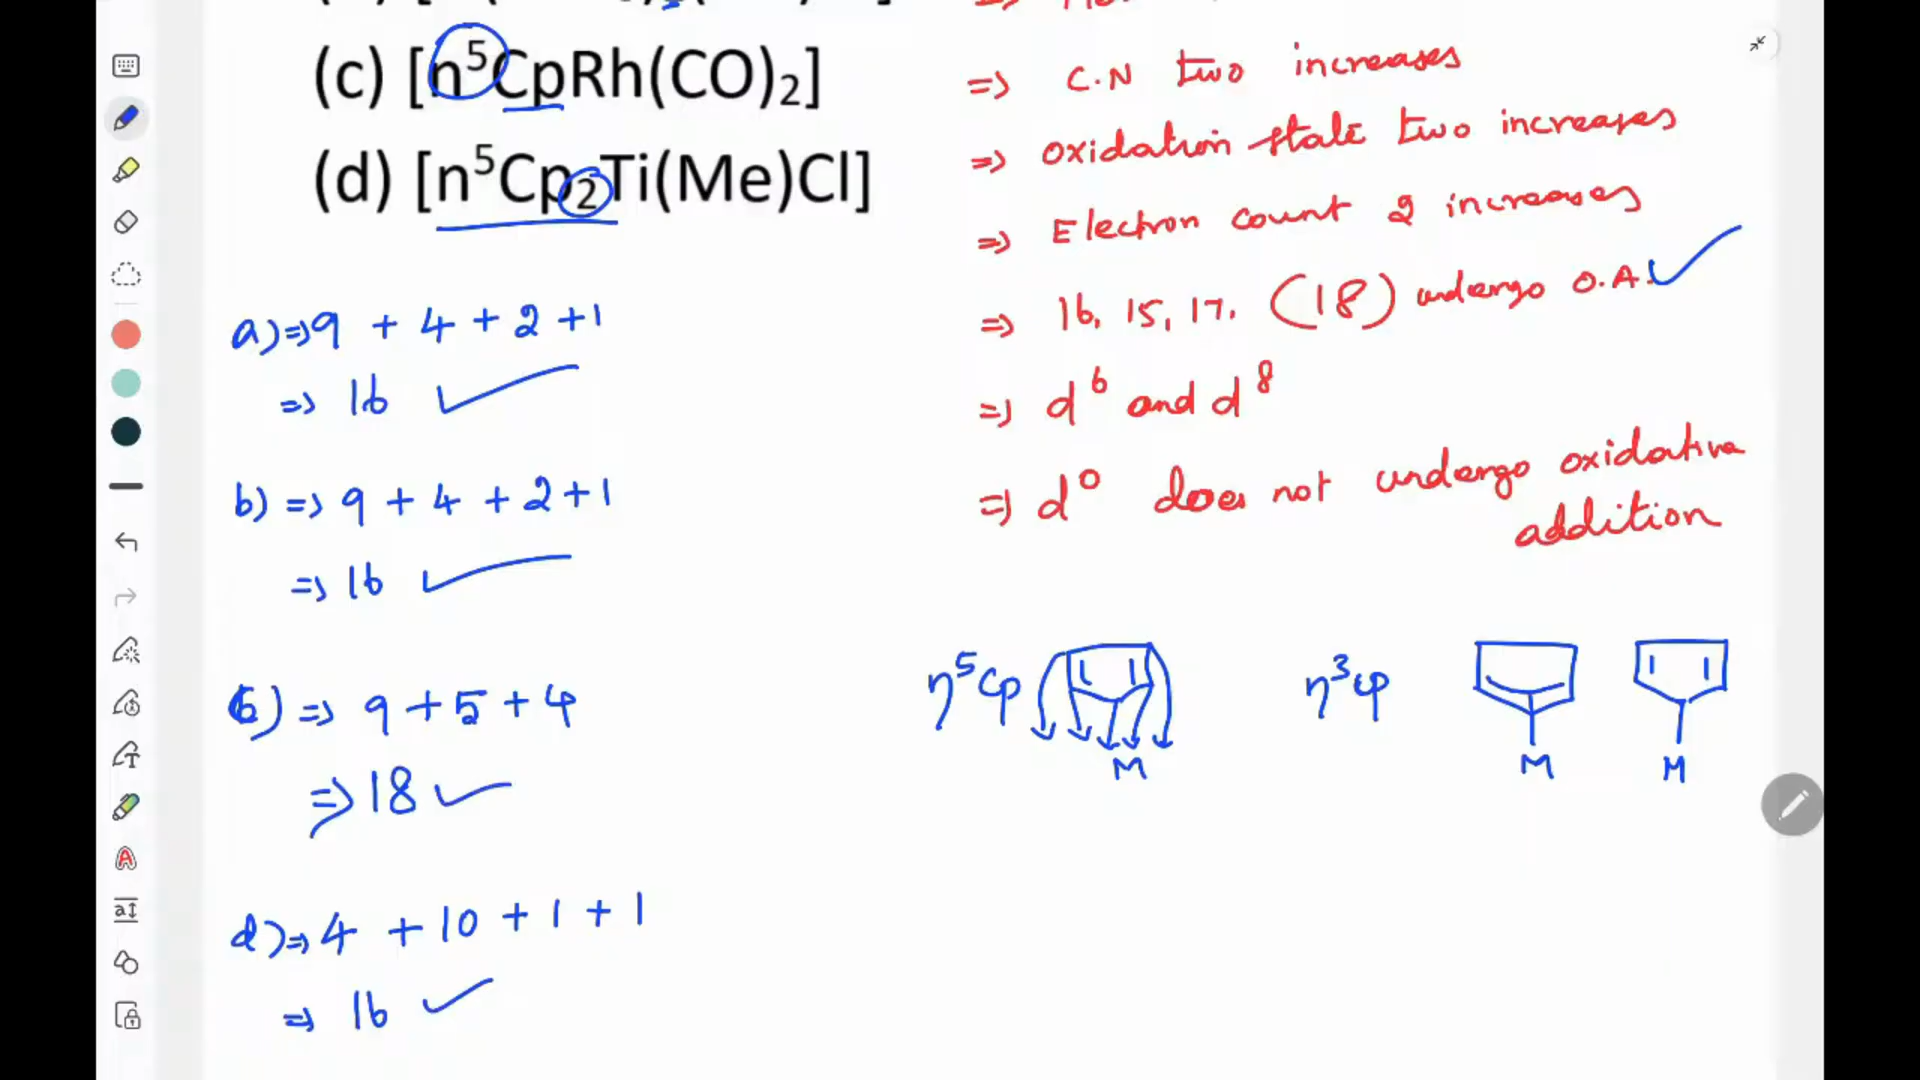 (c) [n⁵CpRh(CO)₂]
(d) [n⁵Cp₂Ti(Me)Cl]
a) ⇒ 9 + 4 + 2 + 1
⇒ 16 ✓
b) ⇒ 9 + 4 + 2 + 1
⇒ 16 ✓
c) ⇒ 9 + 5 + 4
⇒ 18 ✓
d) ⇒ 4 + 10 + 1 + 1
⇒ 16 ✓
⇒ C.N two increases
⇒ oxidation state two increases
⇒ Electron count 2 increases
⇒ 16, 15, 17. (18) undergo O.A. ✓
⇒ d⁶ and d⁸
⇒ d⁰ does not undergo oxidative
addition
η⁵Cp
M
η³Cp
M
M